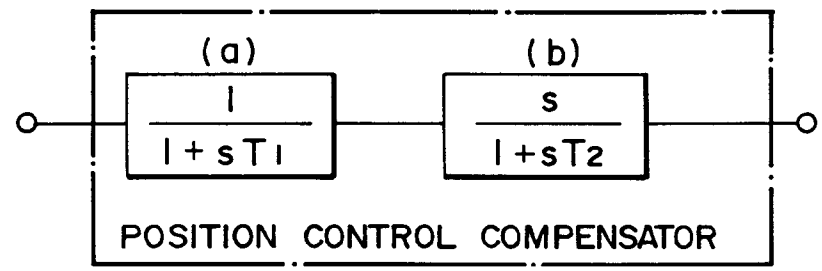 (a) (b)
1 s
1 + sT1 1+sT2
POSITION CONTROL COMPENSATOR